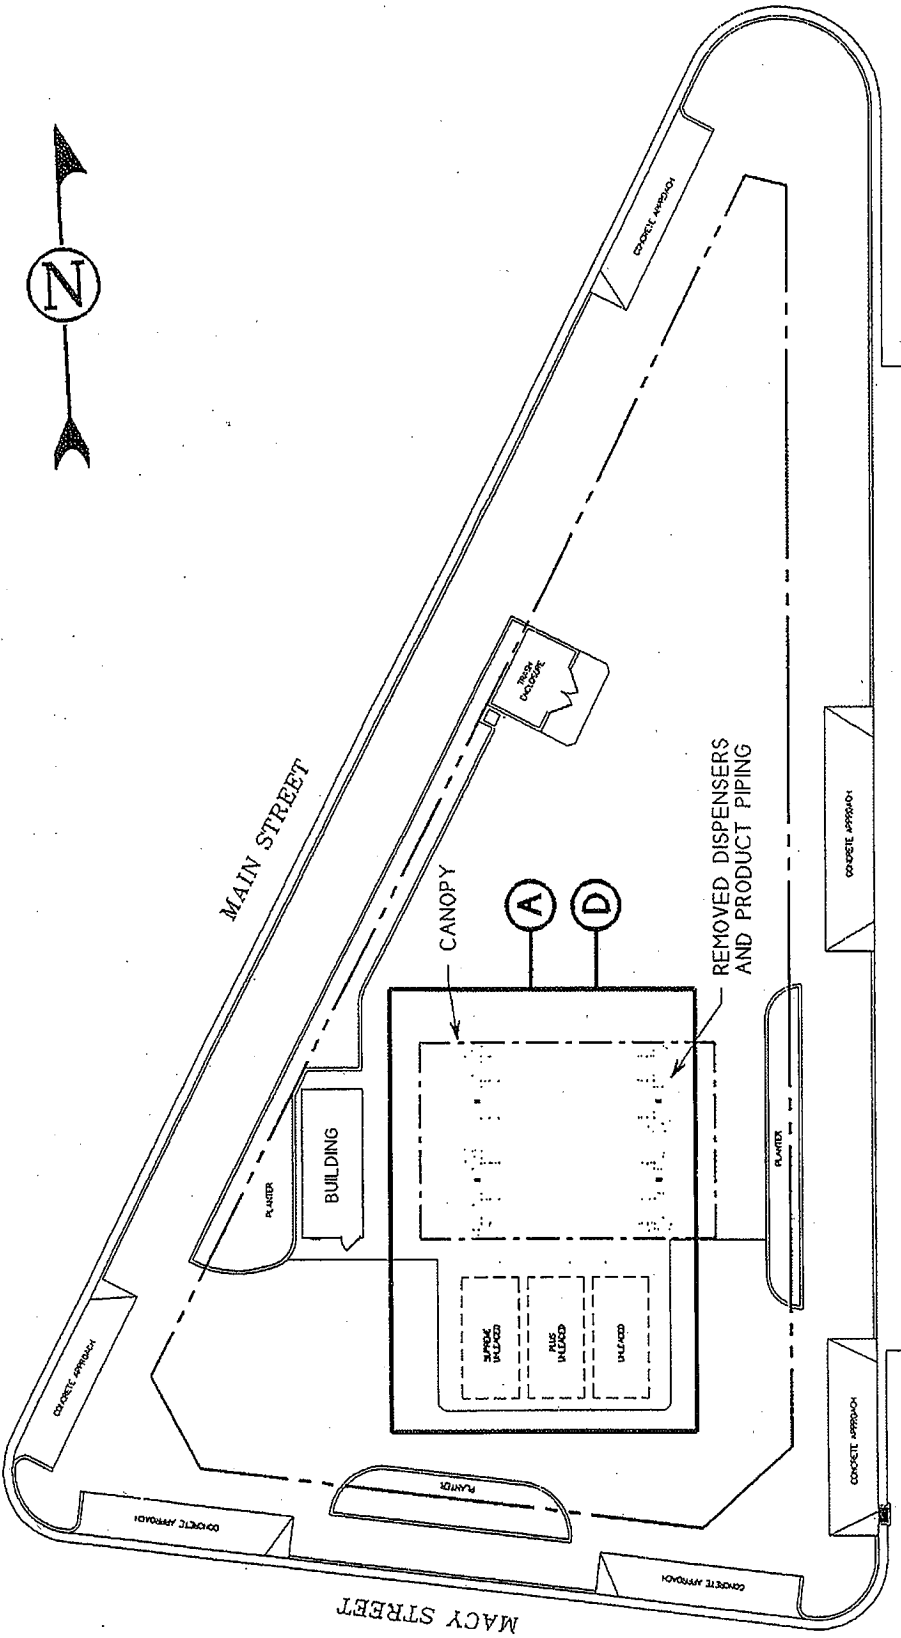 N
CONCRETE APPROACH
TRASH
ENCLOSURE
MAIN STREET
CANOPY
A
D
REMOVED DISPENSERS
AND PRODUCT PIPING
CONCRETE APPROACH
PLANTER
BUILDING
PLANTER
SUPREME
UNLEADED
PLUS
UNLEADED
UNLEADED
CONCRETE APPROACH
CONCRETE APPROACH
PLANTER
CONCRETE APPROACH
CONCRETE APPROACH
MACY STREET